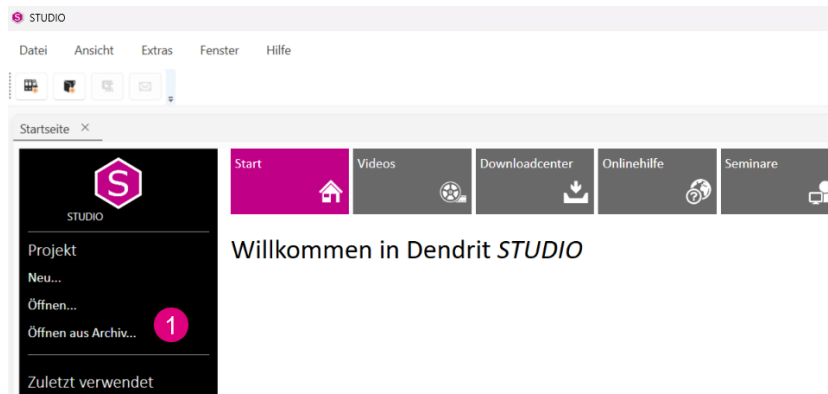 STUDIO
Datei Ansicht Extras Fenster Hilfe
Startseite
S
STUDIO
Projekt
Neu...
Öffnen...
Öffnen aus Archiv...
1
Zuletzt verwendet
Start Videos Downloadcenter Onlinehilfe Seminare
Willkommen in Dendrit STUDIO